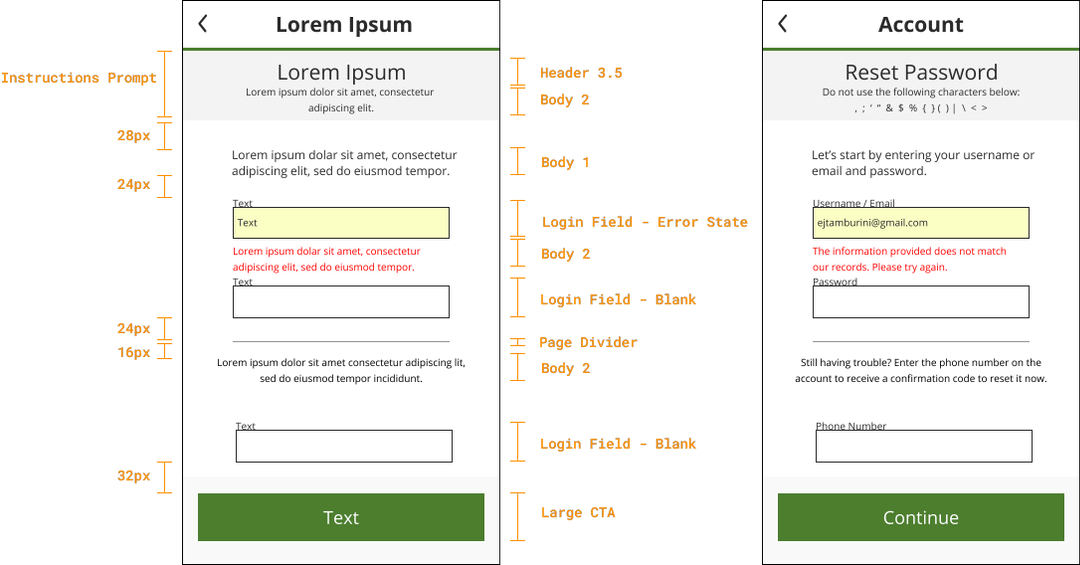 Lorem Ipsum
Account
Instructions Prompt
Lorem Ipsum
Lorem ipsum dolor sit amet, consectetur
adipiscing elit.
Header 3.5
Body 2
Reset Password
Do not use the following characters below:
, ; ‘ “ & $ % { } ( ) | \ < >
28px
Lorem ipsum dolar sit amet, consectetur
adipiscing elit, sed do eiusmod tempor.
Body 1
Let’s start by entering your username or
email and password.
24px
Text
Text
Login Field - Error State
Username / Email
ejtamburini@gmail.com
Lorem ipsum dolar sit amet, consectetur
adipiscing elit, sed do eiusmod tempor.
Body 2
The information provided does not match
our records. Please try again.
Text
Login Field - Blank
Password
24px
Page Divider
16px
Lorem ipsum dolar sit amet consectetur adipiscing lit,
sed do eiusmod tempor incididunt.
Body 2
Still having trouble? Enter the phone number on the
account to receive a confirmation code to reset it now.
Text
Login Field - Blank
Phone Number
32px
Text
Large CTA
Continue